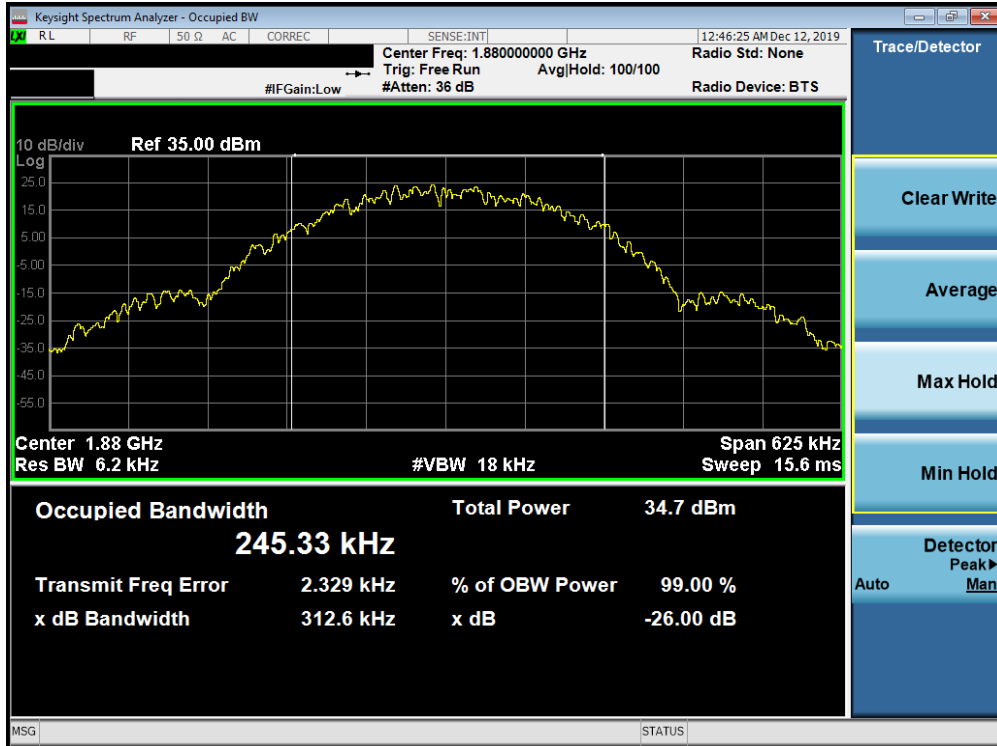 Keysight Spectrum Analyzer - Occupied BW
LXI RL RF 50 Ω AC CORREC SENSE:INT 12:46:25 AM Dec 12, 2019
Center Freq: 1.880000000 GHz Radio Std: None
Trig: Free Run Avg|Hold: 100/100
#IFGain:Low #Atten: 36 dB Radio Device: BTS
10 dB/div Ref 35.00 dBm
Log
25.0
15.0
5.00
-5.00
-15.0
-25.0
-35.0
-45.0
-55.0
Center 1.88 GHz Span 625 kHz
Res BW 6.2 kHz #VBW 18 kHz Sweep 15.6 ms
Occupied Bandwidth Total Power 34.7 dBm
245.33 kHz
Transmit Freq Error 2.329 kHz % of OBW Power 99.00 %
x dB Bandwidth 312.6 kHz x dB -26.00 dB
MSG STATUS
Trace/Detector
Clear Write
Average
Max Hold
Min Hold
Detector
Peak▶
Auto Man